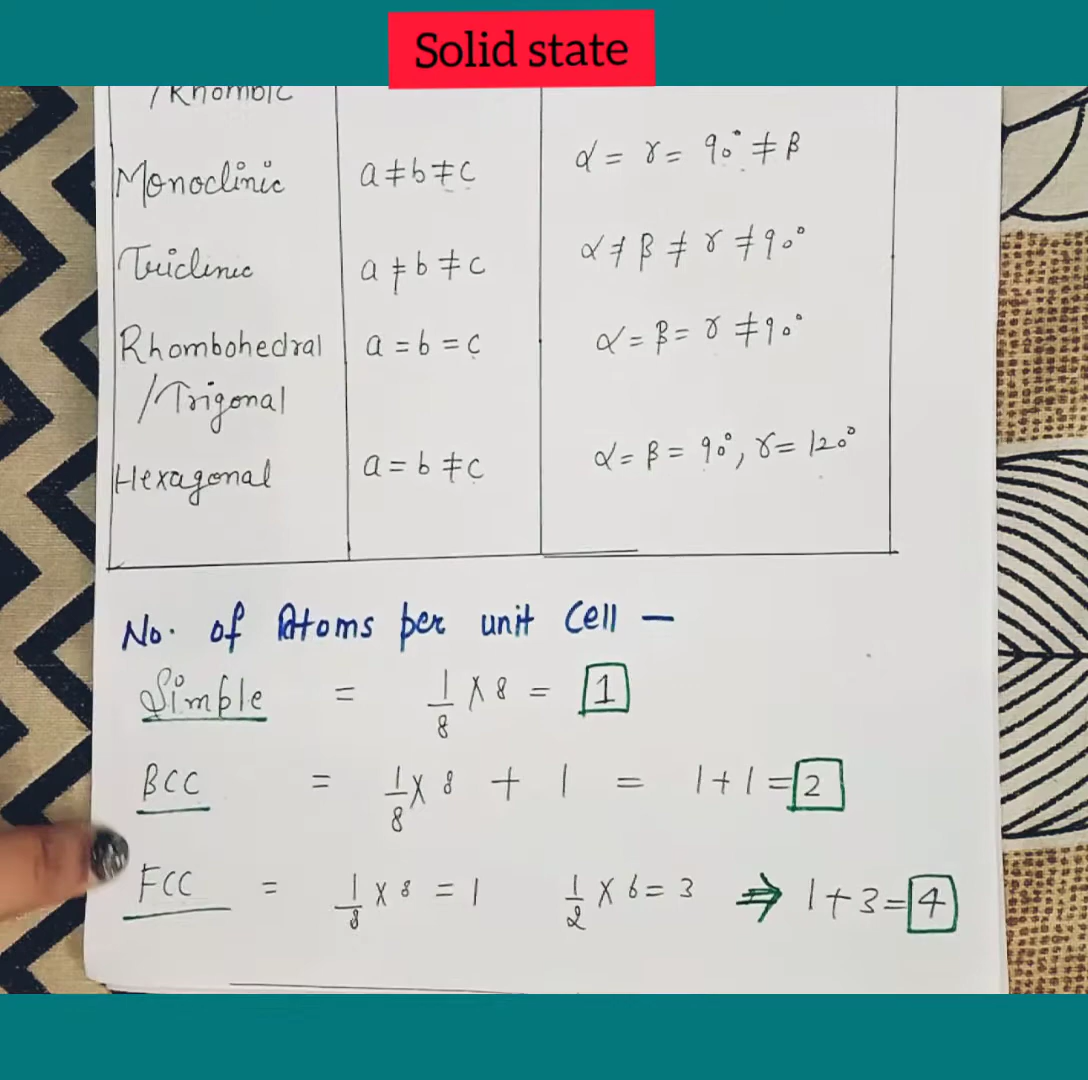 Solid state
/Rhombic
Monoclinic a≠b≠c α = γ = 90° ≠ β
Triclinic a ≠ b ≠ c α ≠ β ≠ γ ≠ 90°
Rhombohedral a = b = c α = β = γ ≠ 90°
/Trigonal
Hexagonal a = b ≠ c α = β = 90°, γ = 120°
No. of Atoms per unit Cell –
Simple = 1/8 × 8 = 1
BCC = 1/8 × 8 + 1 = 1+1 = 2
FCC = 1/8 × 8 = 1 1/2 × 6 = 3 ⇒ 1+3 = 4